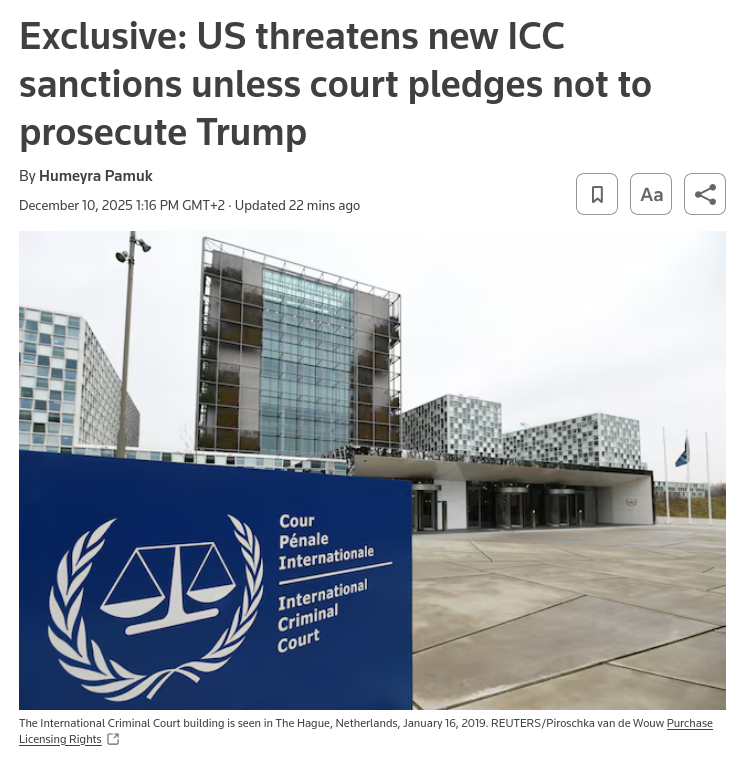 Exclusive: US threatens new ICC
sanctions unless court pledges not to
prosecute Trump
By Humeyra Pamuk
December 10, 2025 1:16 PM GMT+2 · Updated 22 mins ago
Aa
Cour
Pénale
Internationale
International
Criminal
Court
The International Criminal Court building is seen in The Hague, Netherlands, January 16, 2019. REUTERS/Piroschka van de Wouw Purchase
Licensing Rights